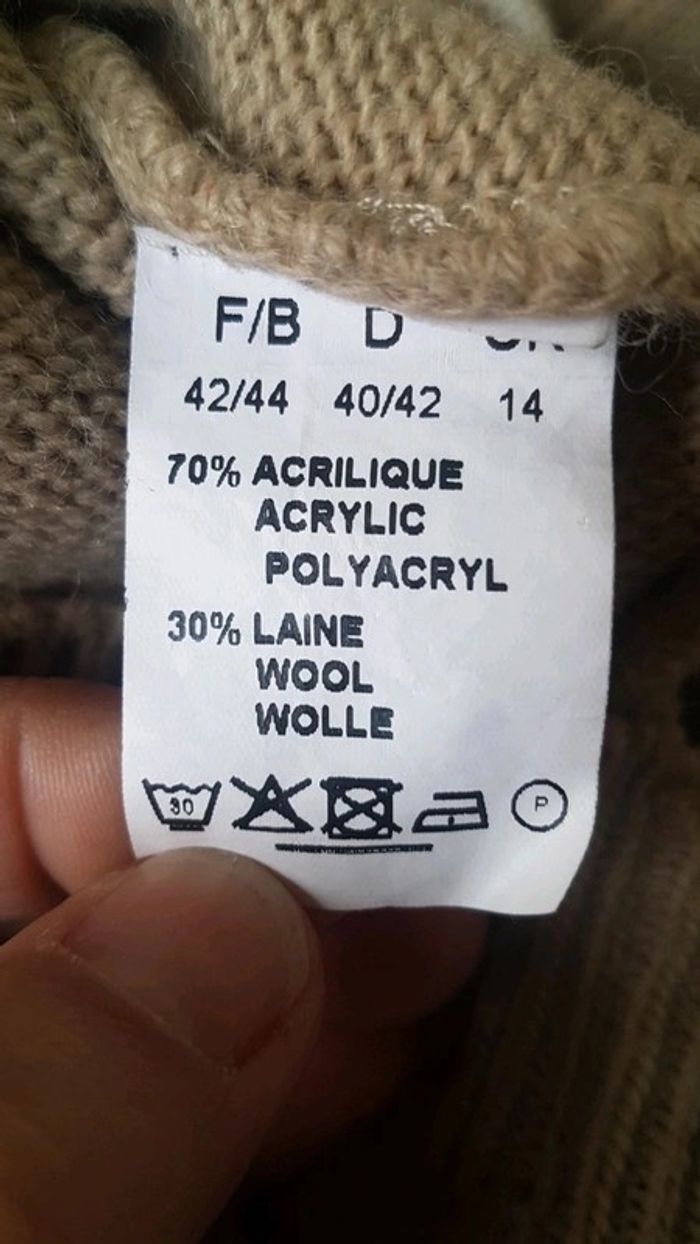 F/B D
42/44 40/42 14
70% ACRILIQUE
ACRYLIC
POLYACRYL
30% LAINE
WOOL
WOLLE
30 P